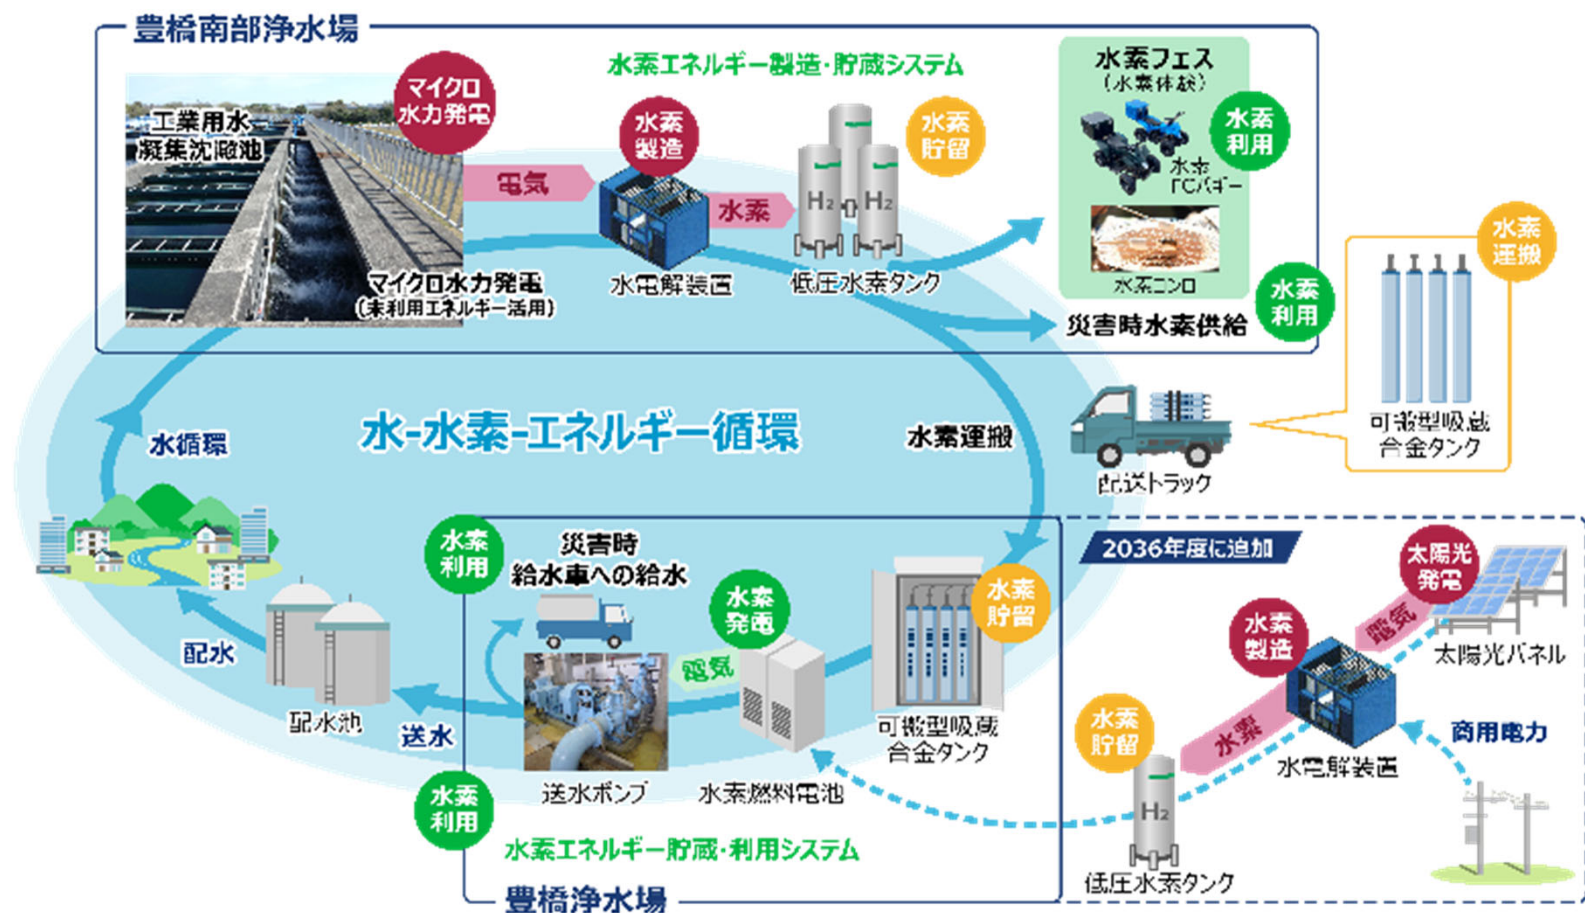 豊橋南部浄水場
水素エネルギー製造・貯蔵システム
マイクロ
水力発電
工業用水
凝集沈澱池
電気
水素
製造
水素
水電解装置
H2
H2
低圧水素タンク
水素
貯留
水素フェス
(水素体験)
水素
利用
水素
FCバギー
水素コンロ
マイクロ水力発電
(未利用エネルギー活用)
災害時水素供給
水素
利用
水素
運搬
可搬型吸蔵
合金タンク
水-水素-エネルギー循環
水循環
水素運搬
配送トラック
水素
利用
災害時
給水車への給水
水素
発電
電気
水素
貯留
可搬型吸蔵
合金タンク
配水
配水池
送水
送水ポンプ
水素燃料電池
水素
利用
水素エネルギー貯蔵・利用システム
豊橋浄水場
2036年度に追加
太陽光
発電
電気
太陽光パネル
水素
製造
水電解装置
水素
商用電力
水素
貯留
H2
低圧水素タンク